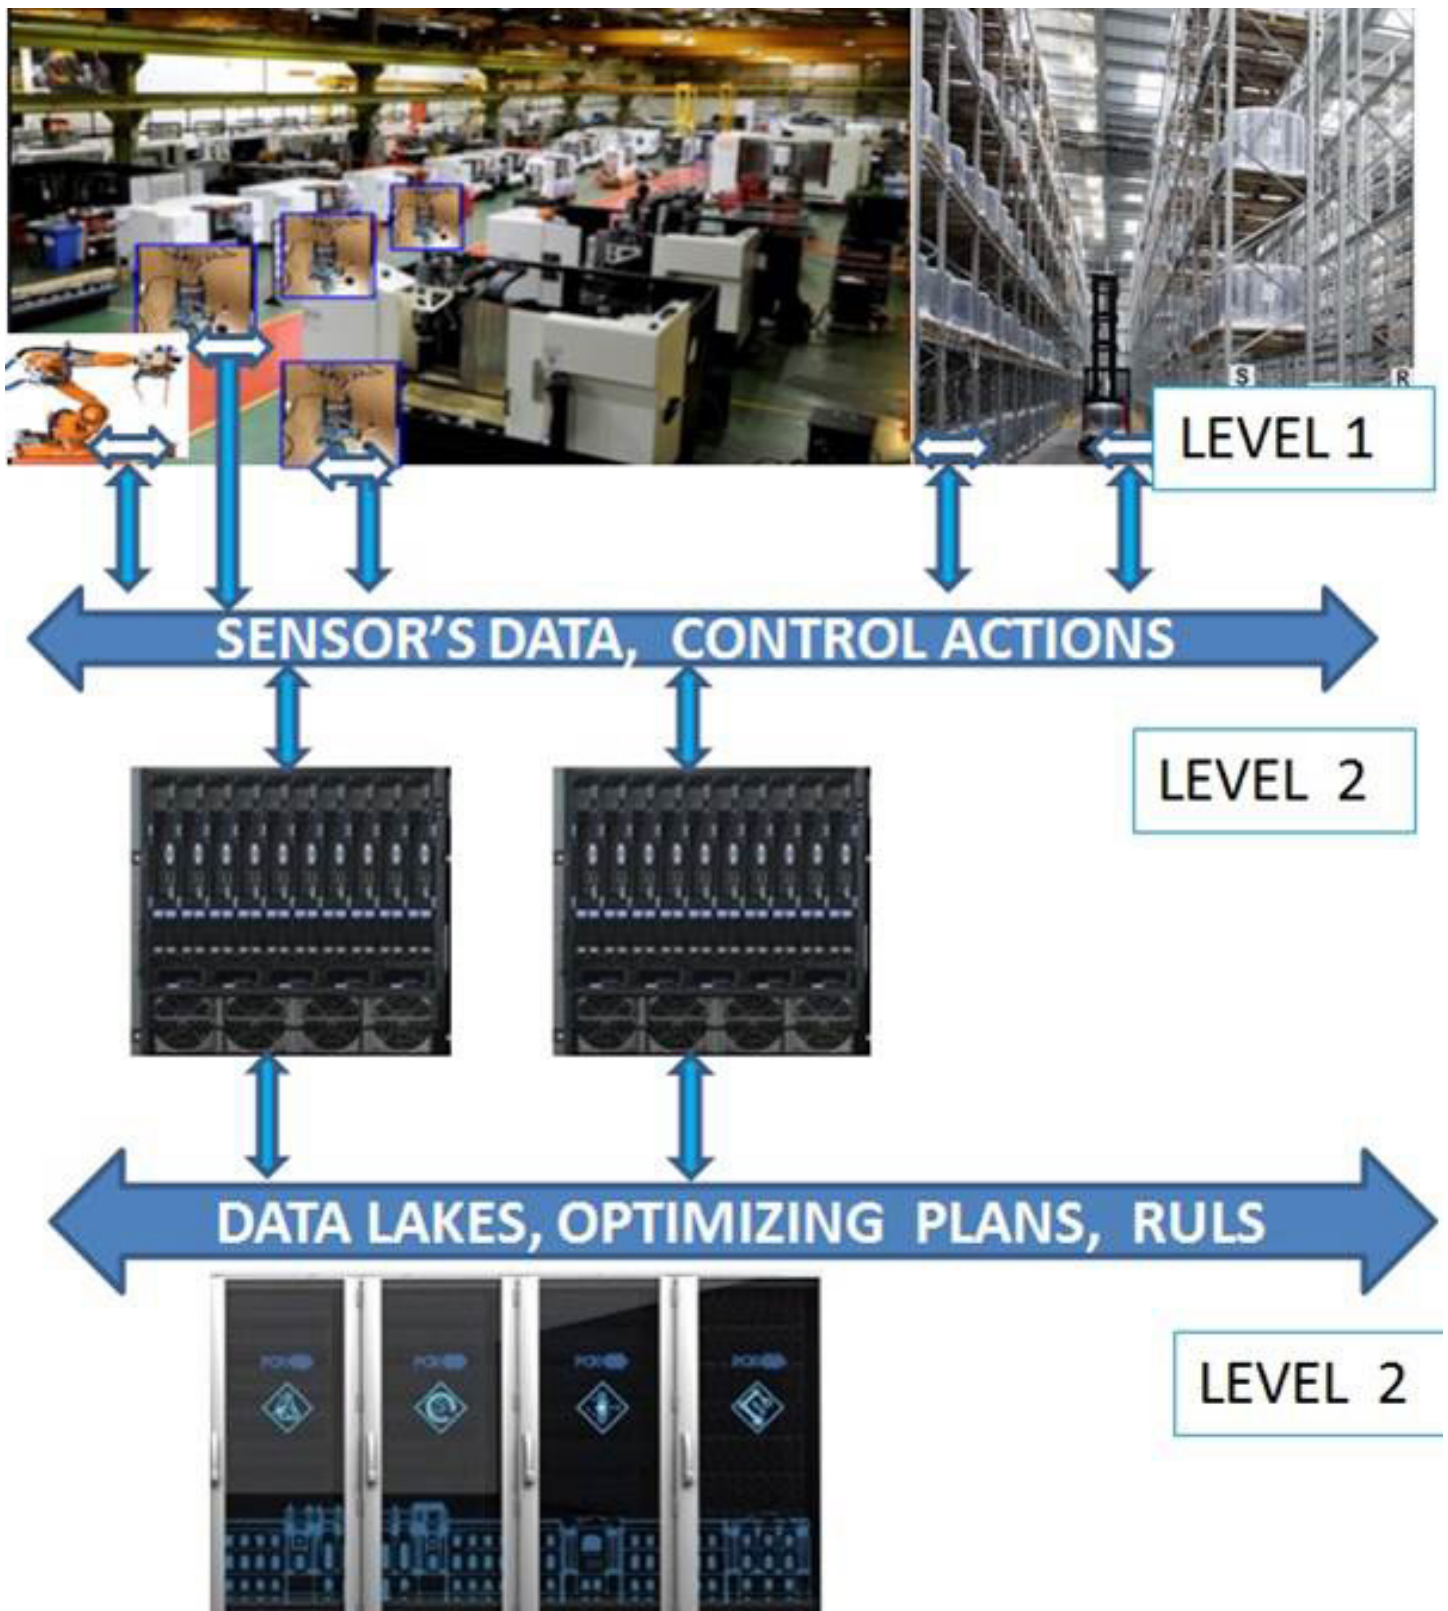 S R
LEVEL 1
SENSOR'S DATA, CONTROL ACTIONS
LEVEL 2
DATA LAKES, OPTIMIZING PLANS, RULS
LEVEL 2